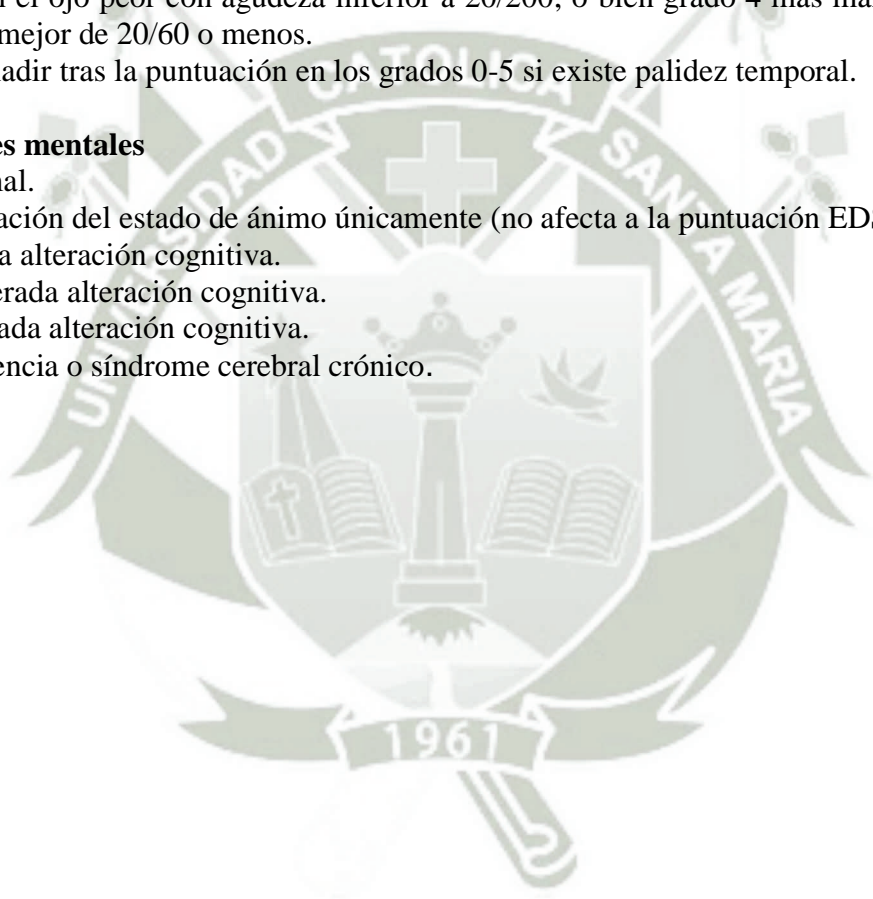 el ojo peor con agudeza inferior a 20/200, o bien grado 4 más
mejor de 20/60 o menos.
adir tras la puntuación en los grados 0-5 si existe palidez temporal.
es mentales
al.
ación del estado de ánimo únicamente (no afecta a la puntuación EDS
a alteración cognitiva.
erada alteración cognitiva.
ada alteración cognitiva.
encia o síndrome cerebral crónico.
UNIVERSIDAD CATOLICA SANTA MARIA
1961